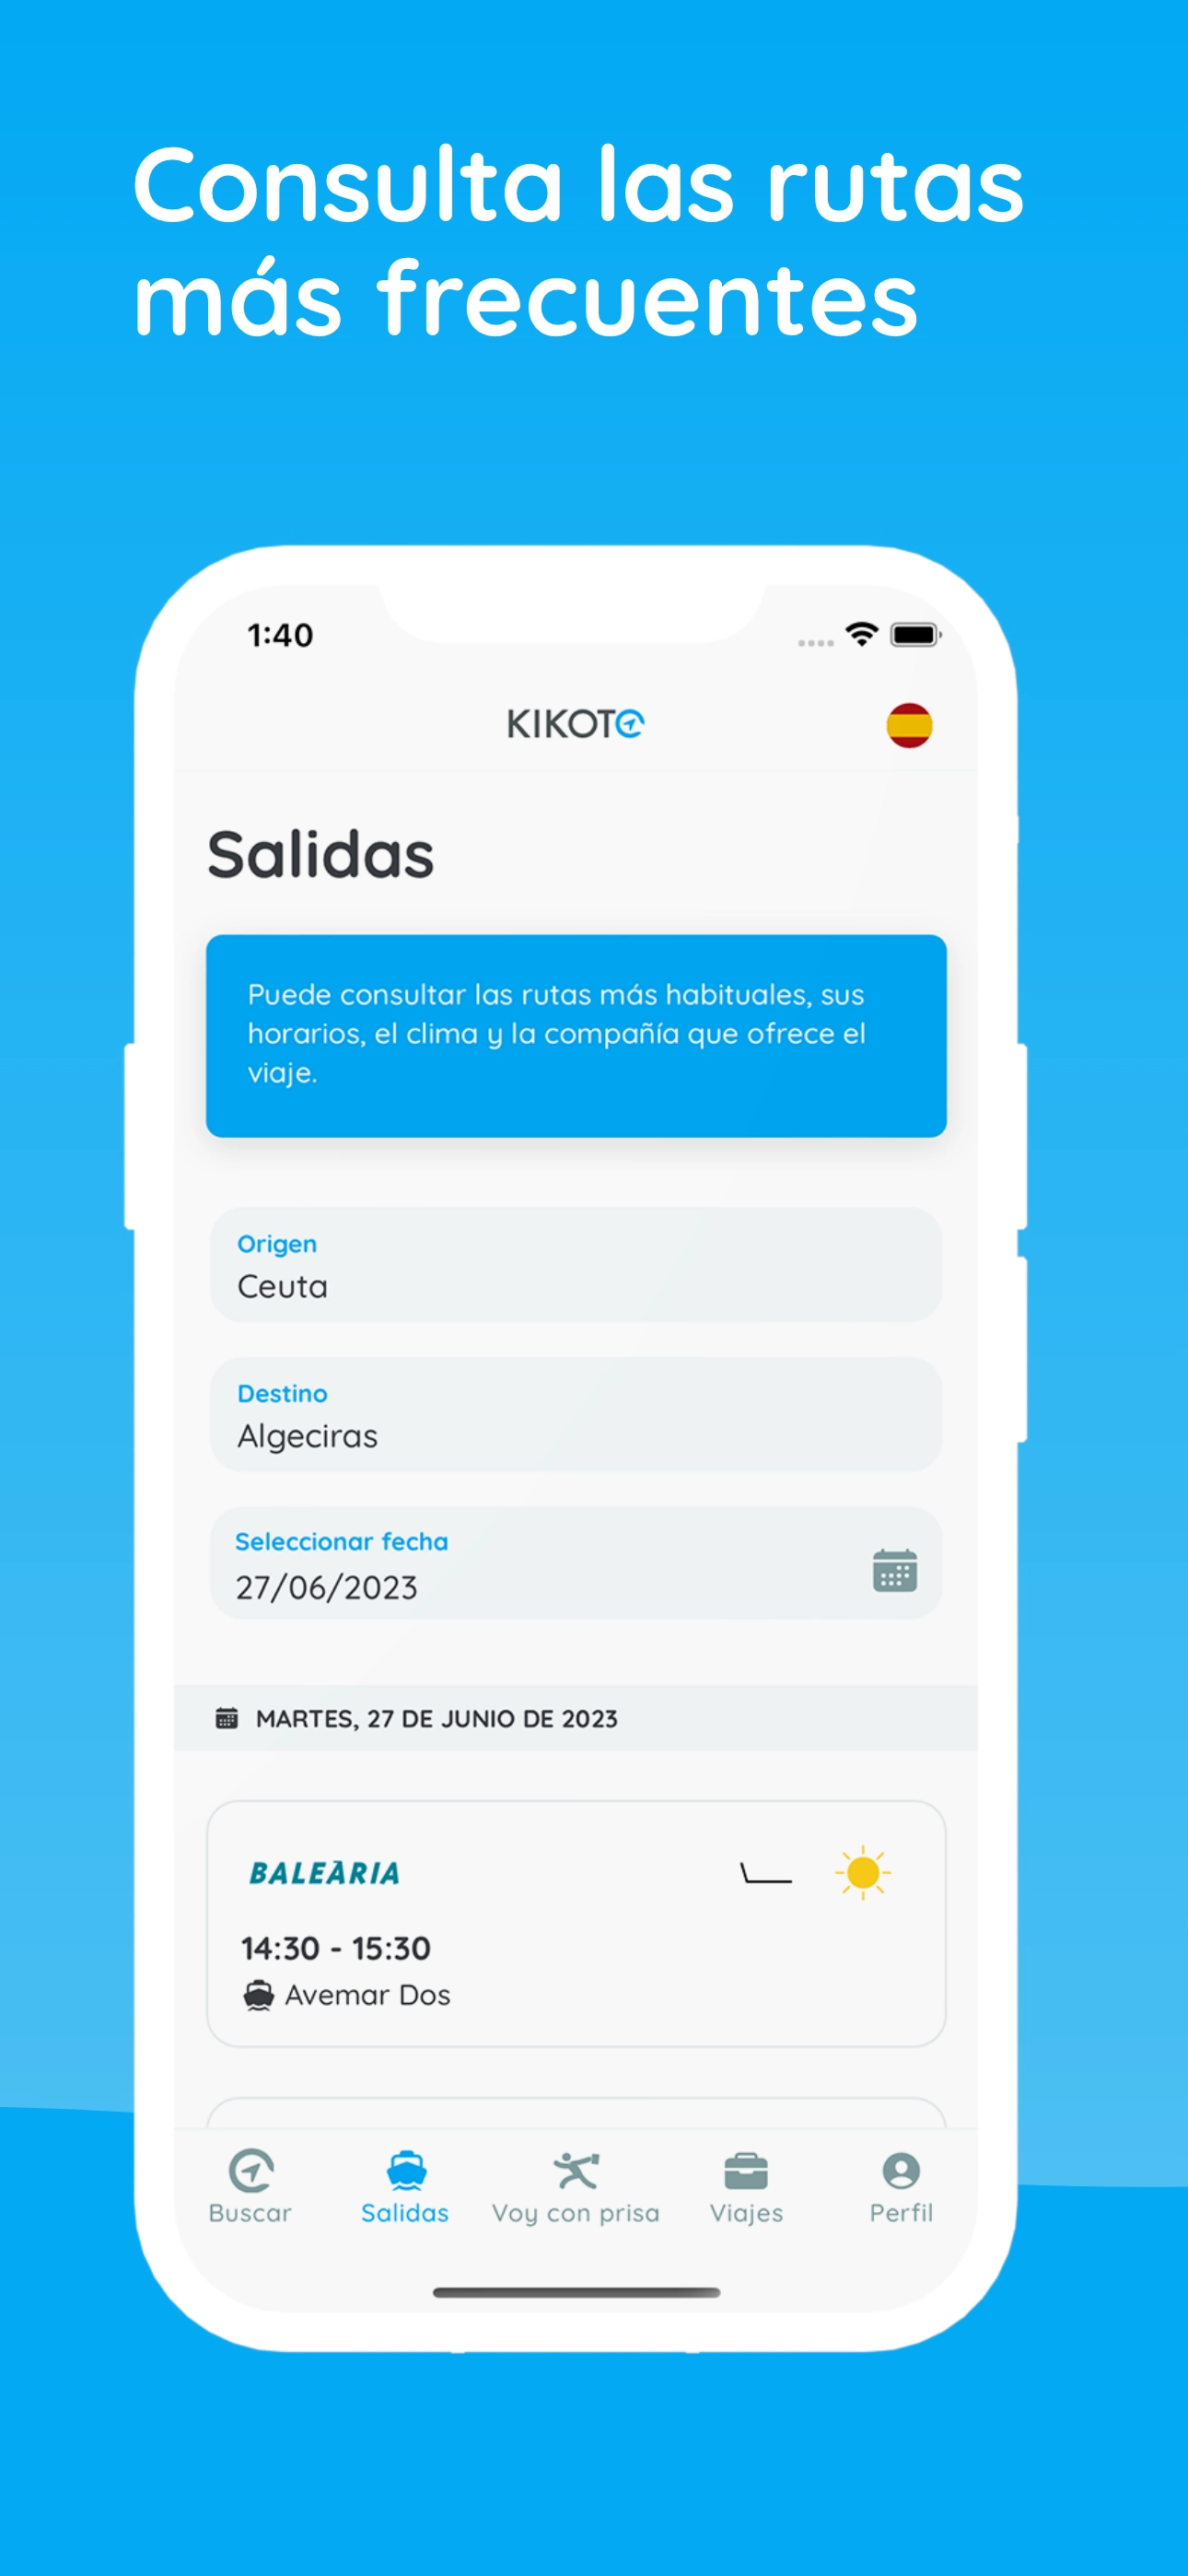 Consulta las rutas
más frecuentes
1:40
KIKOTO
Salidas
Puede consultar las rutas más habituales, sus
horarios, el clima y la compañía que ofrece el
viaje.
Origen
Ceuta
Destino
Algeciras
Seleccionar fecha
27/06/2023
MARTES, 27 DE JUNIO DE 2023
BALEÀRIA
14:30 - 15:30
Avemar Dos
Buscar
Salidas
Voy con prisa
Viajes
Perfil